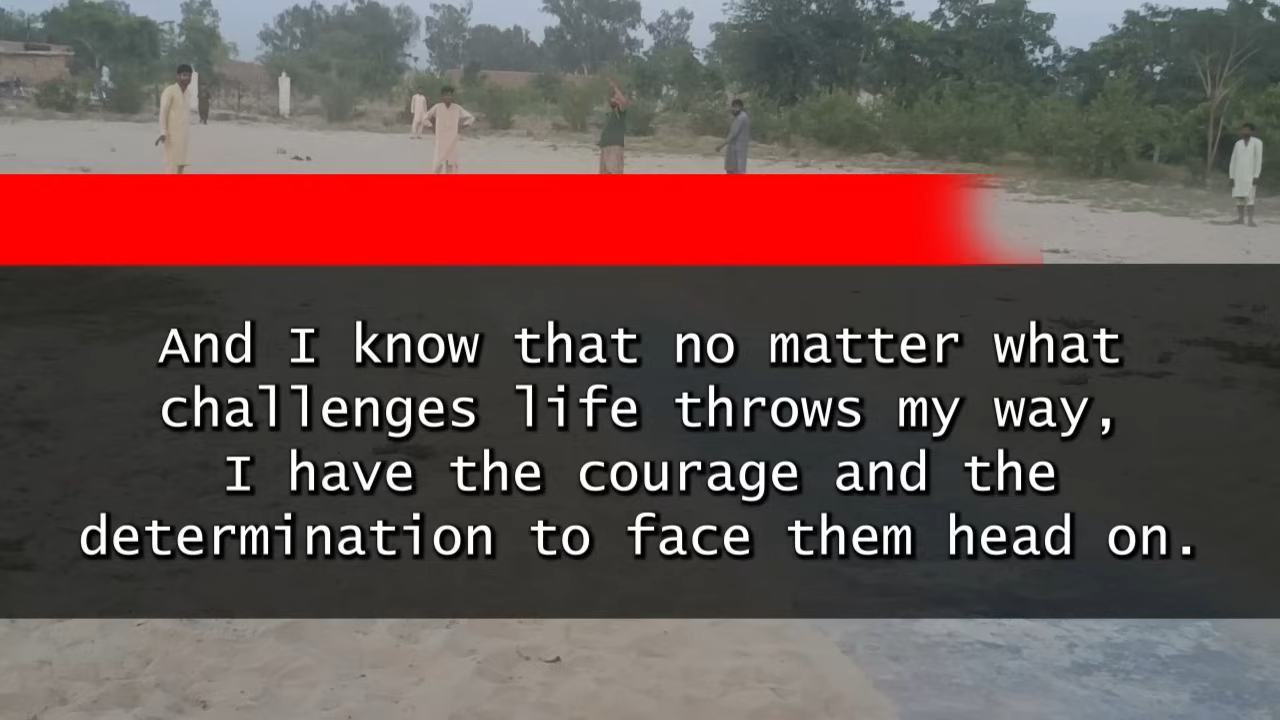 And I know that no matter what
challenges life throws my way,
I have the courage and the
determination to face them head on.